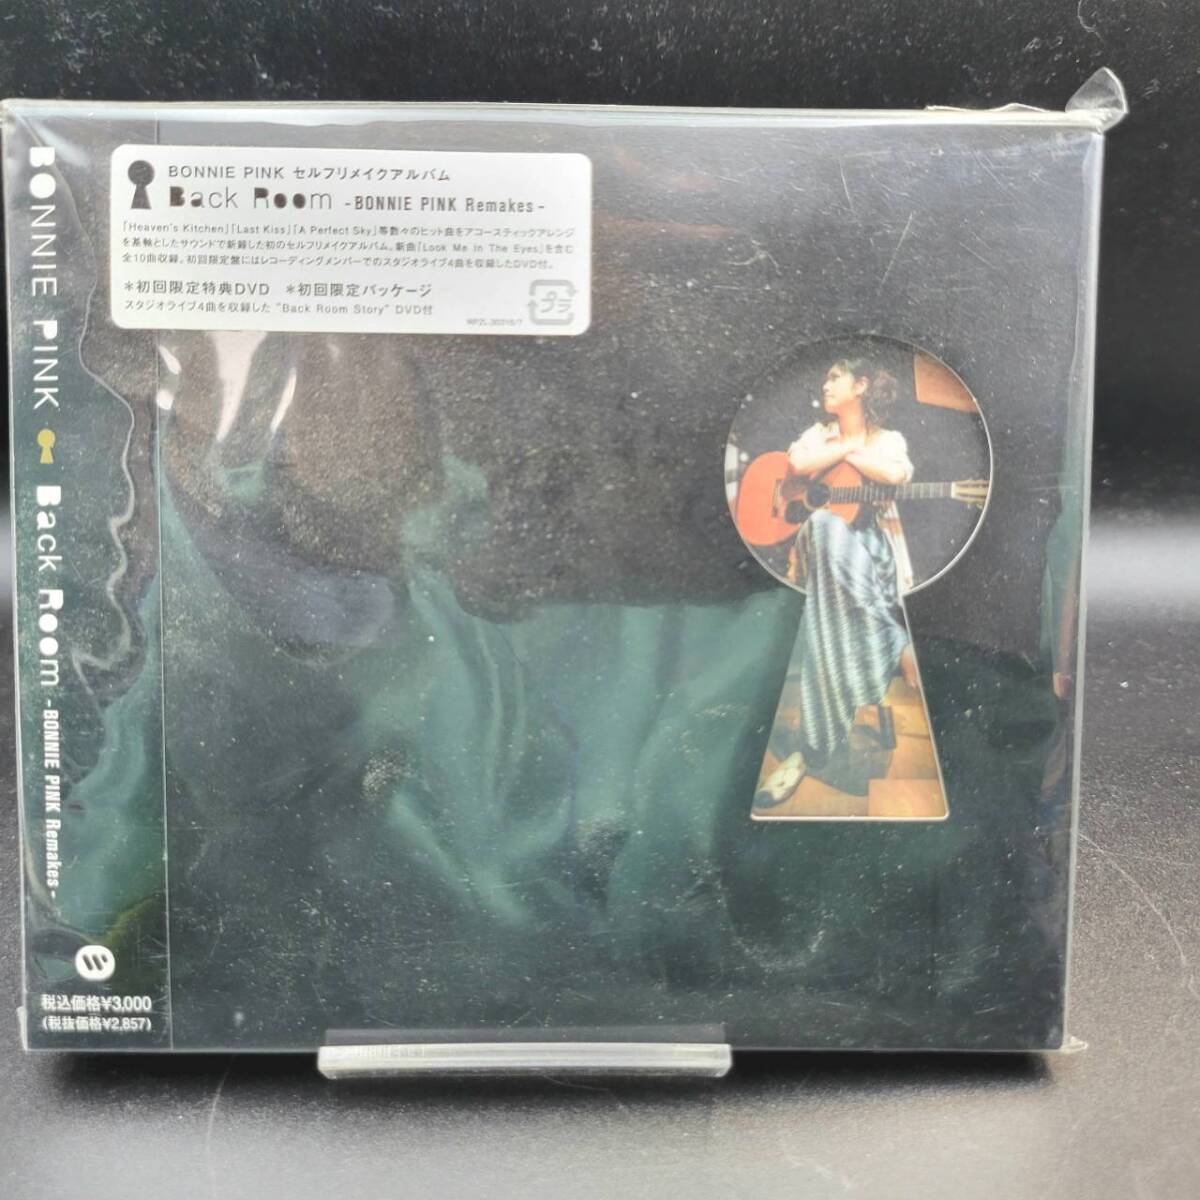 BONNIE PINK セルフリメイクアルバム
Back Room -BONNIE PINK Remakes-
「Heaven's Kitchen」「Last Kiss」「A Perfect Sky」等数々のヒット曲をアコースティックアレンジ
を基軸としたサウンドで新録した初のセルフリメイクアルバム。新曲「Look Me in The Eyes」を含む
全10曲収録。初回限定盤にはレコーディングメンバーでのスタジオライブ4曲を収録したDVD付。
*初回限定特典DVD *初回限定パッケージ
スタジオライブ4曲を収録した "Back Room Story" DVD付
プラ
BONNIE PINK Back Room -BONNIE PINK Remakes-
税込価格¥3,000
(税抜価格¥2,857)